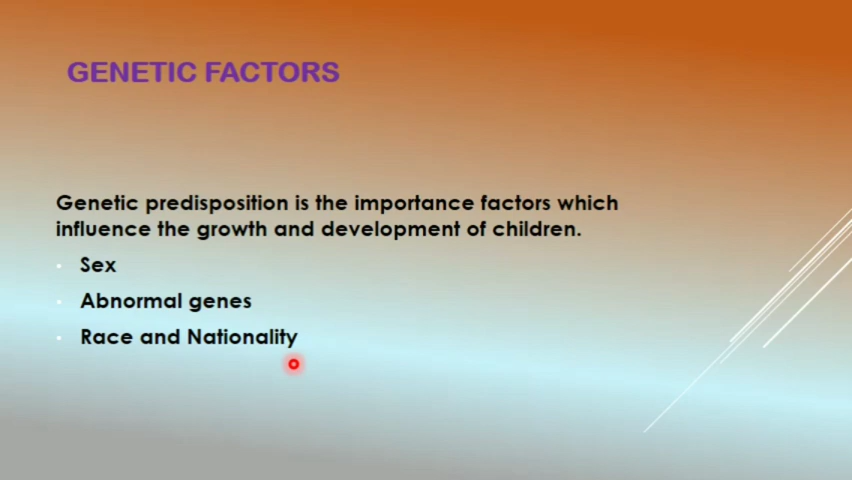 GENETIC FACTORS
Genetic predisposition is the importance factors which
influence the growth and development of children.
Sex
Abnormal genes
Race and Nationality